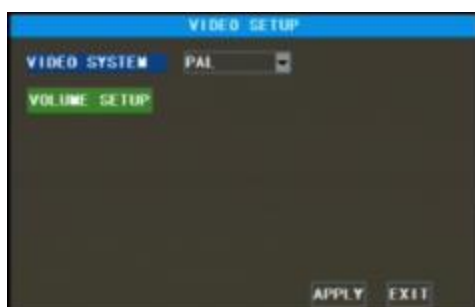 VIDEO SETUP
VIDEO SYSTEM PAL
VOLUME SETUP
APPLY EXIT